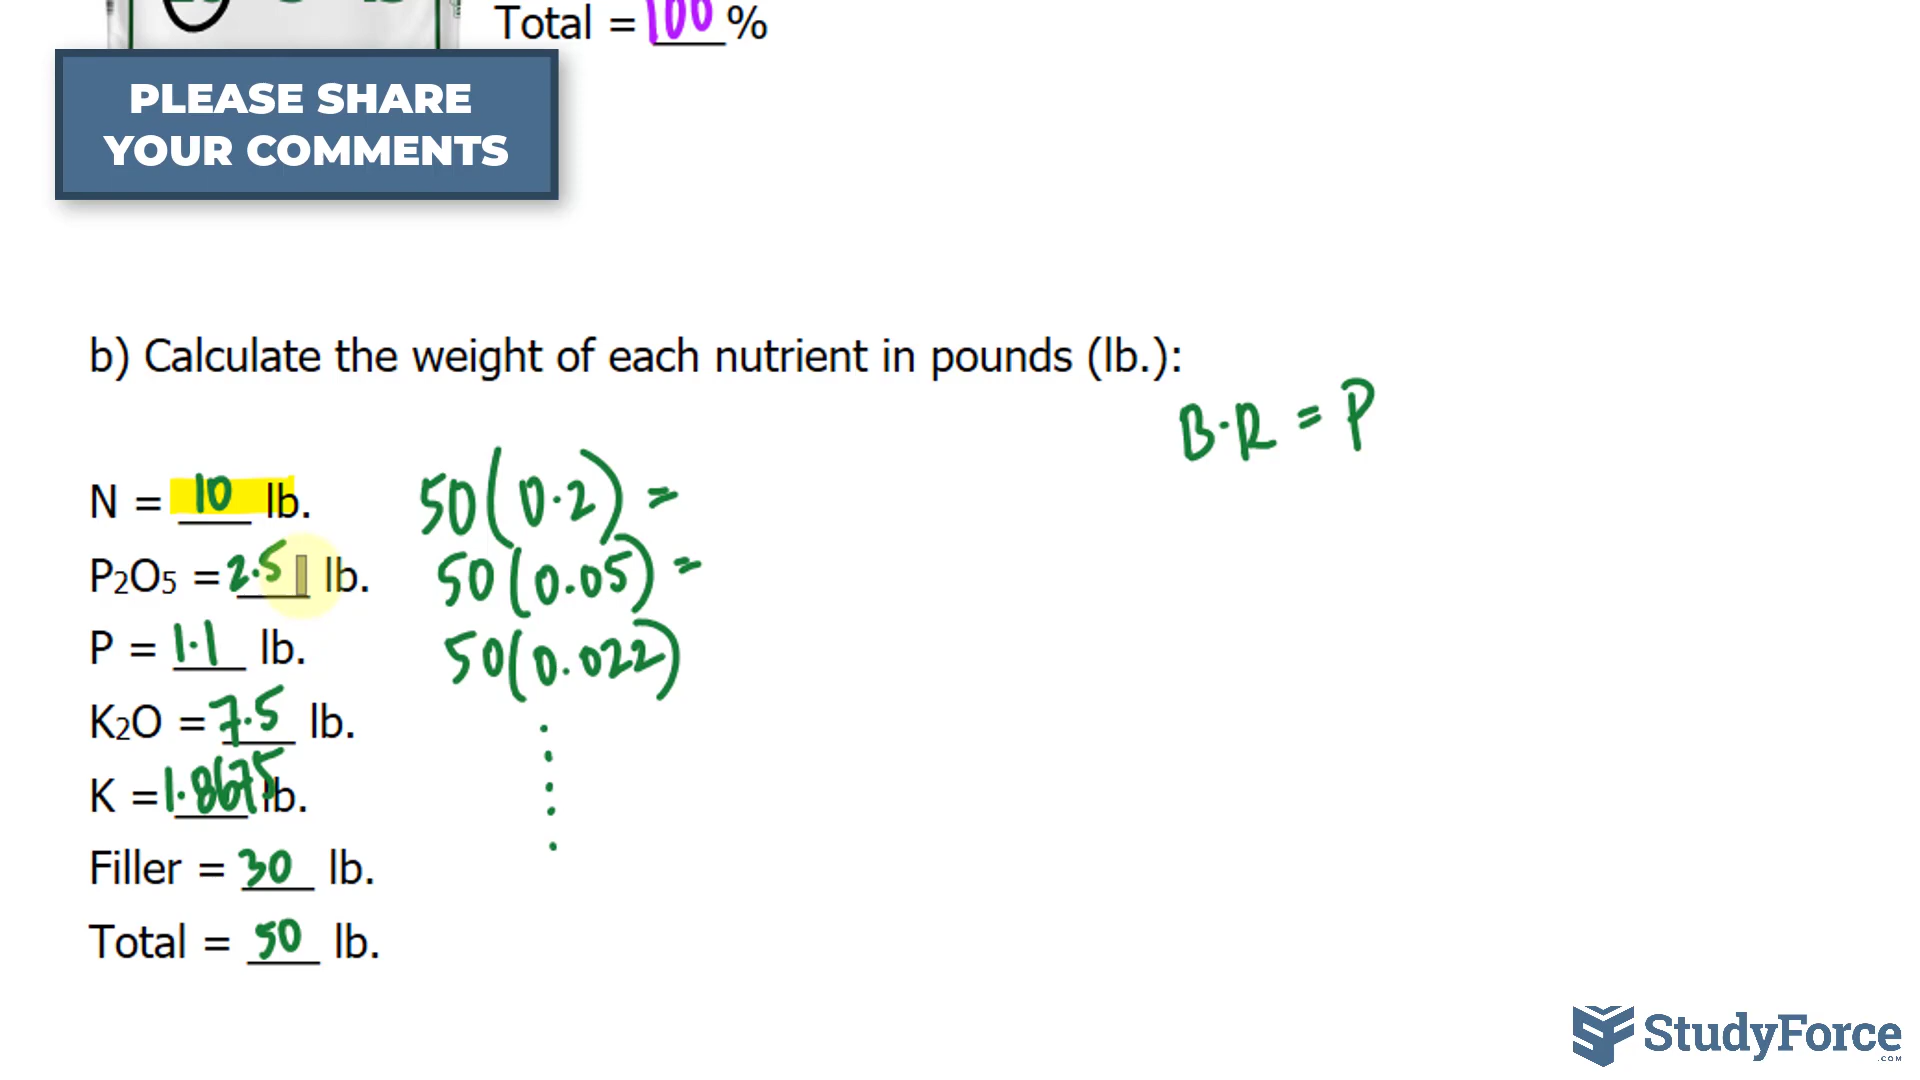 Total = 100 %
PLEASE SHARE
YOUR COMMENTS
b) Calculate the weight of each nutrient in pounds (lb.):
B·R = P
N = 10 lb. 50(0.2) =
P2O5 = 2.5 lb. 50(0.05) =
P = 1.1 lb. 50(0.022)
K2O = 7.5 lb.
K = 1.8675 lb.
Filler = 30 lb.
Total = 50 lb.
StudyForce
.COM